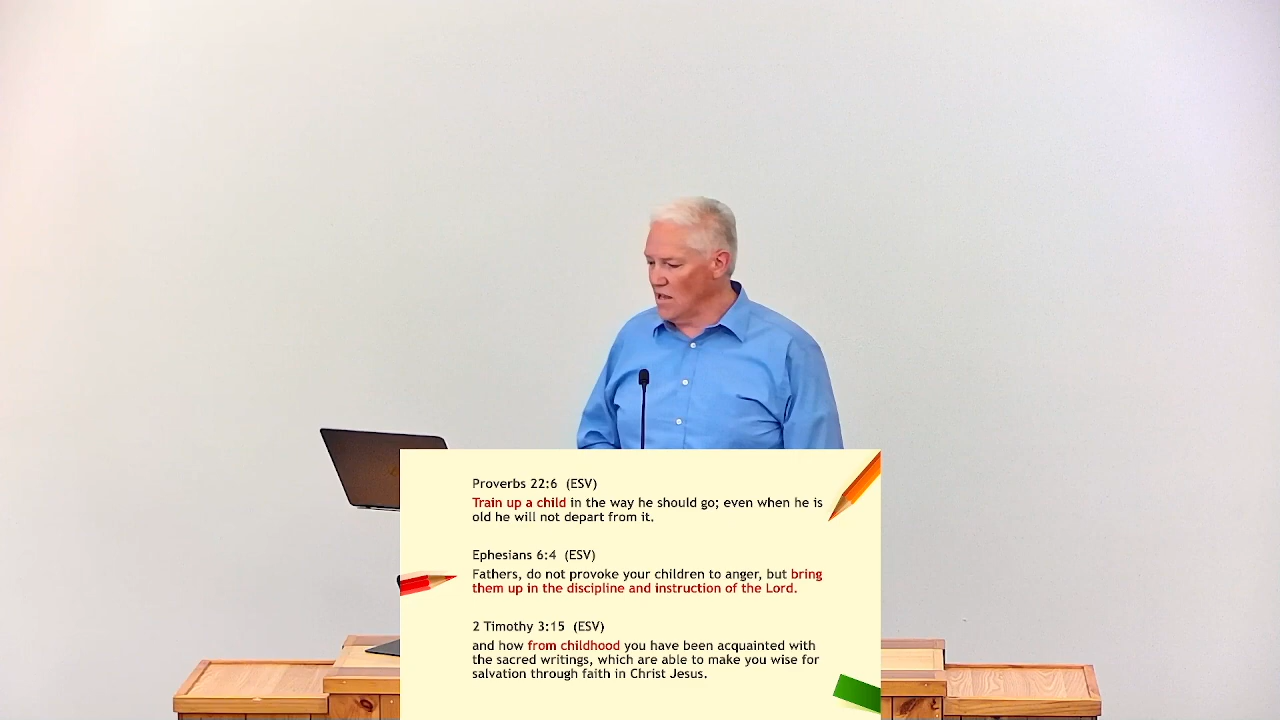 Proverbs 22:6 (ESV)
Train up a child in the way he should go; even when he is
old he will not depart from it.
Ephesians 6:4 (ESV)
Fathers, do not provoke your children to anger, but bring
them up in the discipline and instruction of the Lord.
2 Timothy 3:15 (ESV)
and how from childhood you have been acquainted with
the sacred writings, which are able to make you wise for
salvation through faith in Christ Jesus.